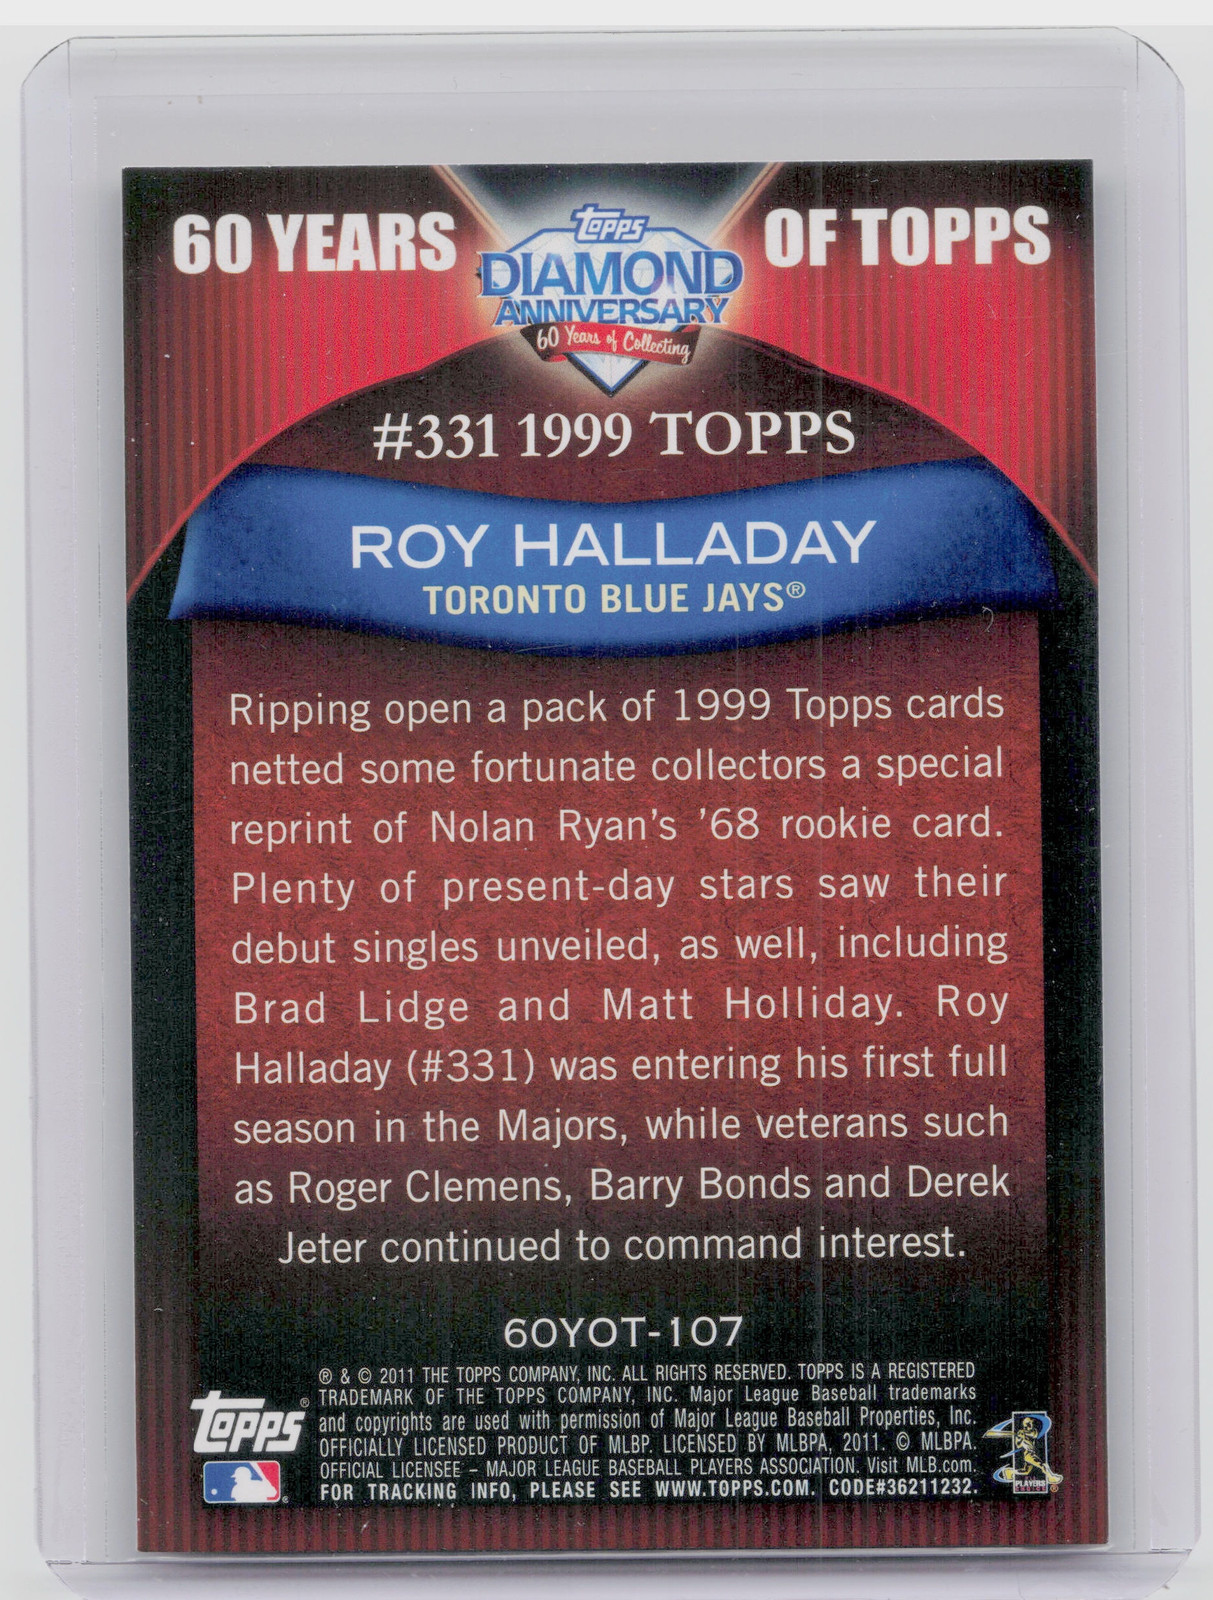 60 YEARS OF TOPPS
Topps
DIAMOND
ANNIVERSARY
60 Years of Collecting
#331 1999 TOPPS
ROY HALLADAY
TORONTO BLUE JAYS®
Ripping open a pack of 1999 Topps cards
netted some fortunate collectors a special
reprint of Nolan Ryan's '68 rookie card.
Plenty of present-day stars saw their
debut singles unveiled, as well, including
Brad Lidge and Matt Holliday. Roy
Halladay (#331) was entering his first full
season in the Majors, while veterans such
as Roger Clemens, Barry Bonds and Derek
Jeter continued to command interest.
60YOT-107
® & © 2011 THE TOPPS COMPANY, INC. ALL RIGHTS RESERVED. TOPPS IS A REGISTERED
TRADEMARK OF THE TOPPS COMPANY, INC. Major League Baseball trademarks
and copyrights are used with permission of Major League Baseball Properties, Inc.
OFFICIALLY LICENSED PRODUCT OF MLBP. LICENSED BY MLBPA, 2011. © MLBPA.
OFFICIAL LICENSEE – MAJOR LEAGUE BASEBALL PLAYERS ASSOCIATION. Visit MLB.com.
FOR TRACKING INFO, PLEASE SEE WWW.TOPPS.COM. CODE#36211232.
Topps®
PLAYERS
CHOICE ®